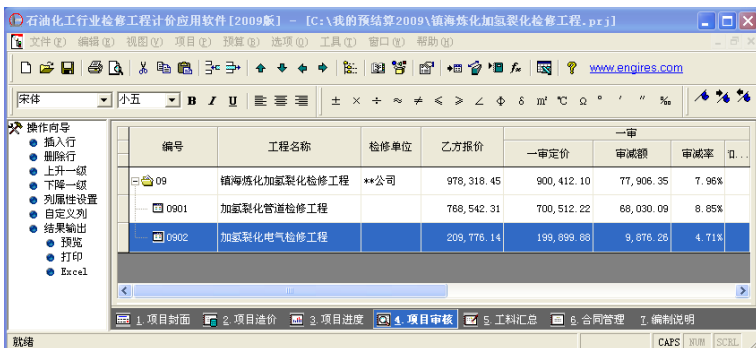 石油化工行业检修工程计价应用软件[2009版] - [C:\我的预结算2009\镇海炼化加氢裂化检修工程.prj]
文件(F) 编辑(E) 视图(V) 项目(P) 预算(B) 选项(O) 工具(T) 窗口(W) 帮助(H)
www.engires.com
宋体 小五 B I U ± × ÷ ≈ ≠ ≤ ≥ ∠ Φ δ ㎡ ℃ Ω ° ′ ″ ‰
操作向导
插入行
删除行
上升一级
下降一级
列属性设置
自定义列
结果输出
预览
打印
Excel
编号 工程名称 检修单位 乙方报价 一审
一审定价 审减额 审减率
09 镇海炼化加氢裂化检修工程 **公司 978,318.45 900,412.10 77,906.35 7.96%
0901 加氢裂化管道检修工程 768,542.31 700,512.22 68,030.09 8.85%
0902 加氢裂化电气检修工程 209,776.14 199,899.88 9,876.26 4.71%
1.项目封面 2.项目造价 3.项目进度 4.项目审核 5.工料汇总 6.合同管理 7.编制说明
就绪 CAPS NUM SCRL